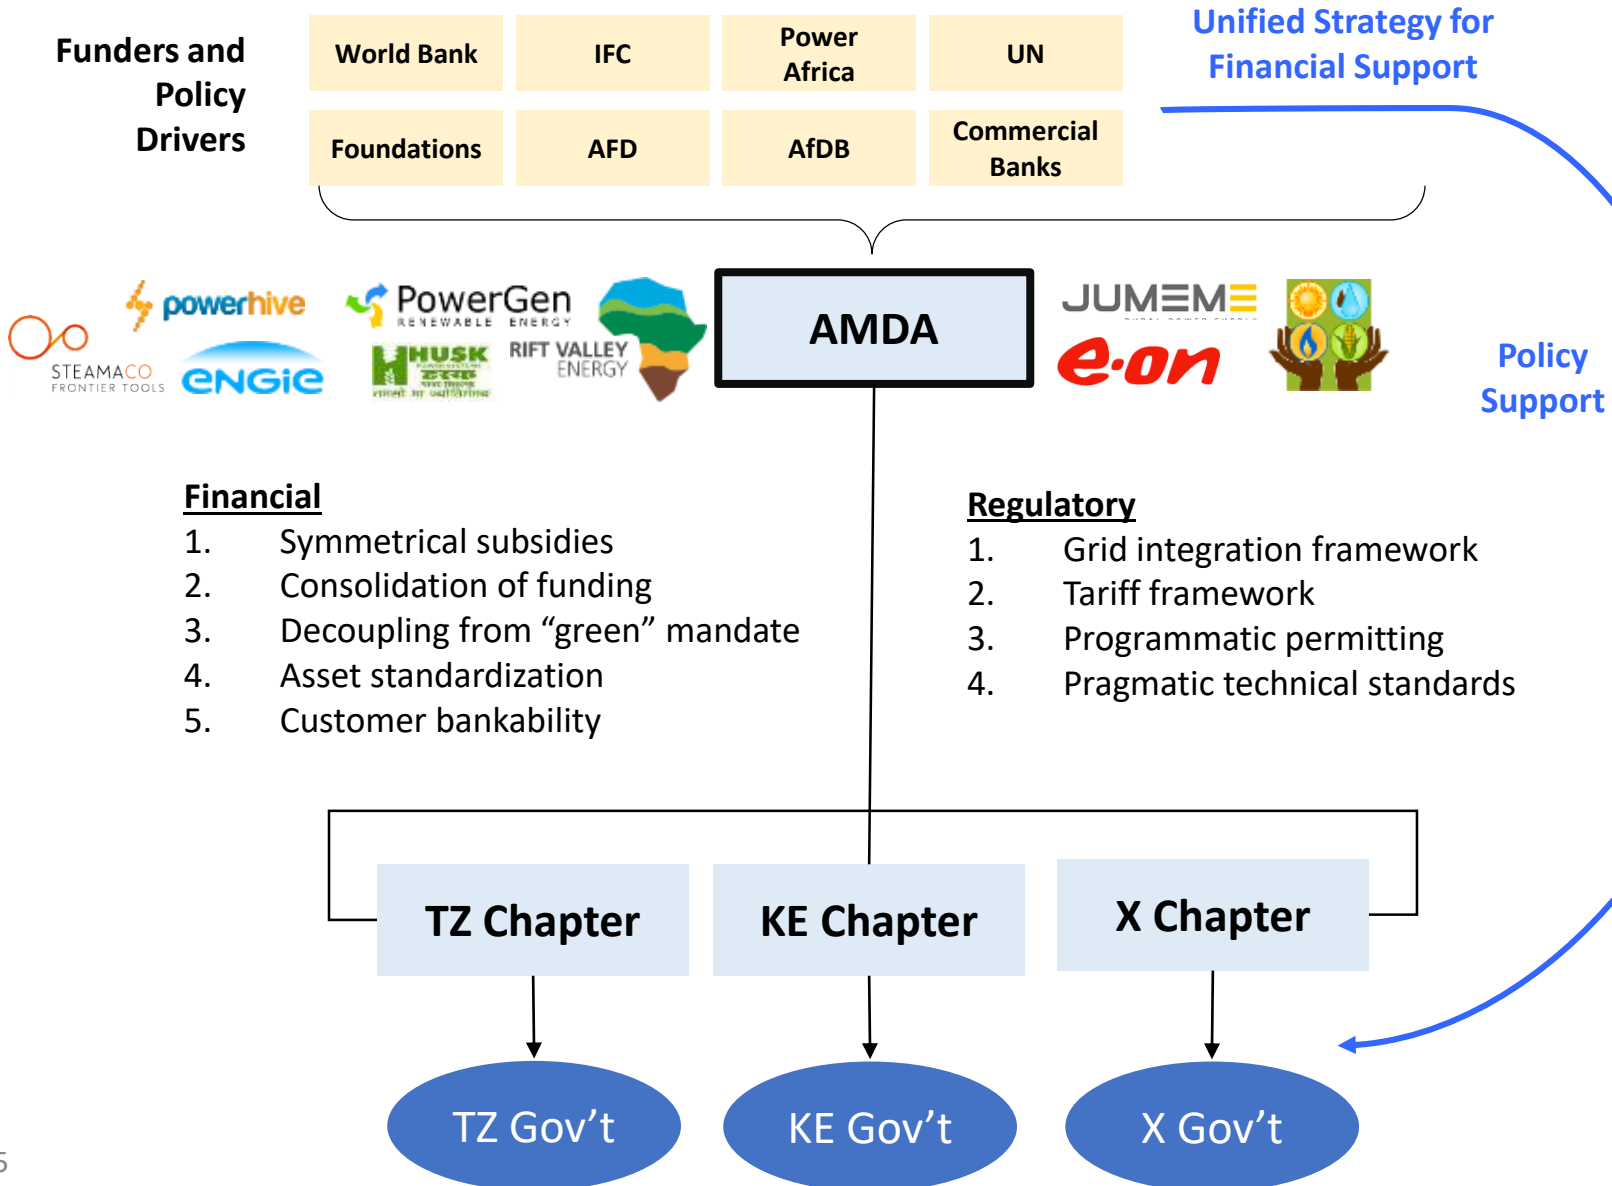 Funders and
Policy
Drivers
World Bank
IFC
Power
Africa
UN
Foundations
AFD
AfDB
Commercial
Banks
Unified Strategy for
Financial Support
STEAMACO
FRONTIER TOOLS
powerhive
ENGIE
PowerGen
RENEWABLE ENERGY
HUSK
RIFT VALLEY
ENERGY
AMDA
JUMEME
RURAL POWER SUPPLY
e·on
Policy
Support
Financial
1. Symmetrical subsidies
2. Consolidation of funding
3. Decoupling from “green” mandate
4. Asset standardization
5. Customer bankability
Regulatory
1. Grid integration framework
2. Tariff framework
3. Programmatic permitting
4. Pragmatic technical standards
TZ Chapter
KE Chapter
X Chapter
TZ Gov’t
KE Gov’t
X Gov’t
5